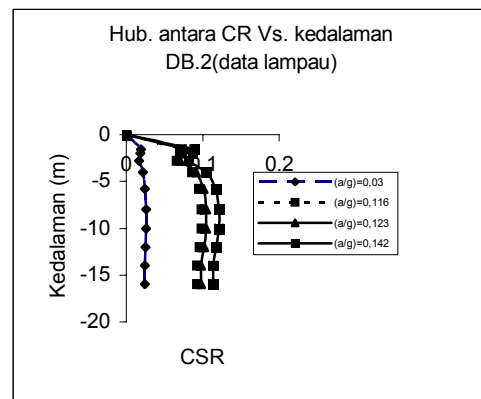 Hub. antara CR Vs. kedalaman
DB.2(data lampau)
0
-5
-10
-15
-20
0 0.1 0.2
Kedalaman (m)
CSR
(a/g)=0,03
(a/g)=0,116
(a/g)=0,123
(a/g)=0,142